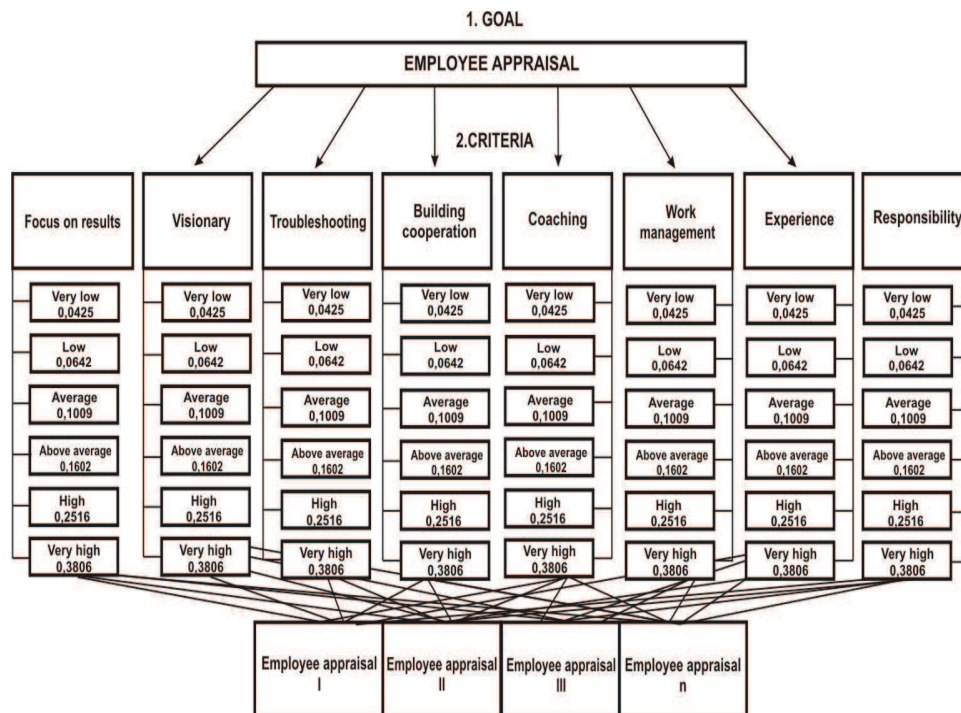 1. GOAL
EMPLOYEE APPRAISAL
2.CRITERIA
Focus on results
Visionary
Troubleshooting
Building
cooperation
Coaching
Work
management
Experience
Responsibility
Very low
0,0425
Low
0,0642
Average
0,1009
Above average
0,1602
High
0,2516
Very high
0,3806
Very low
0,0425
Low
0,0642
Average
0,1009
Above average
0,1602
High
0,2516
Very high
0,3806
Very low
0,0425
Low
0,0642
Average
0,1009
Above average
0,1602
High
0,2516
Very high
0,3806
Very low
0,0425
Low
0,0642
Average
0,1009
Above average
0,1602
High
0,2516
Very high
0,3806
Very low
0,0425
Low
0,0642
Average
0,1009
Above average
0,1602
High
0,2516
Very high
0,3806
Very low
0,0425
Low
0,0642
Average
0,1009
Above average
0,1602
High
0,2516
Very high
0,3806
Very low
0,0425
Low
0,0642
Average
0,1009
Above average
0,1602
High
0,2516
Very high
0,3806
Very low
0,0425
Low
0,0642
Average
0,1009
Above average
0,1602
High
0,2516
Very high
0,3806
Employee appraisal
I
Employee appraisal
II
Employee appraisal
III
Employee appraisal
n